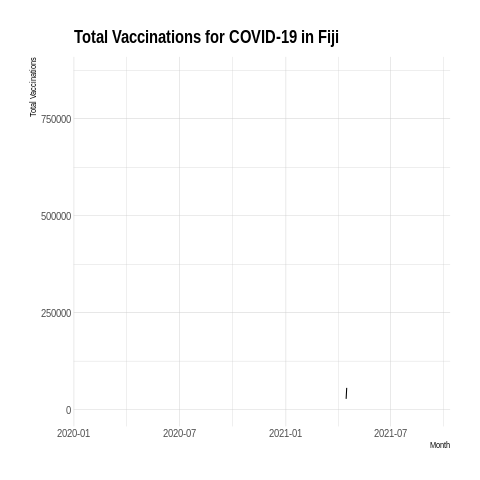 Total Vaccinations for COVID-19 in Fiji
Total Vaccinations
750000
500000
250000
0
2020-01 2020-07 2021-01 2021-07
Month